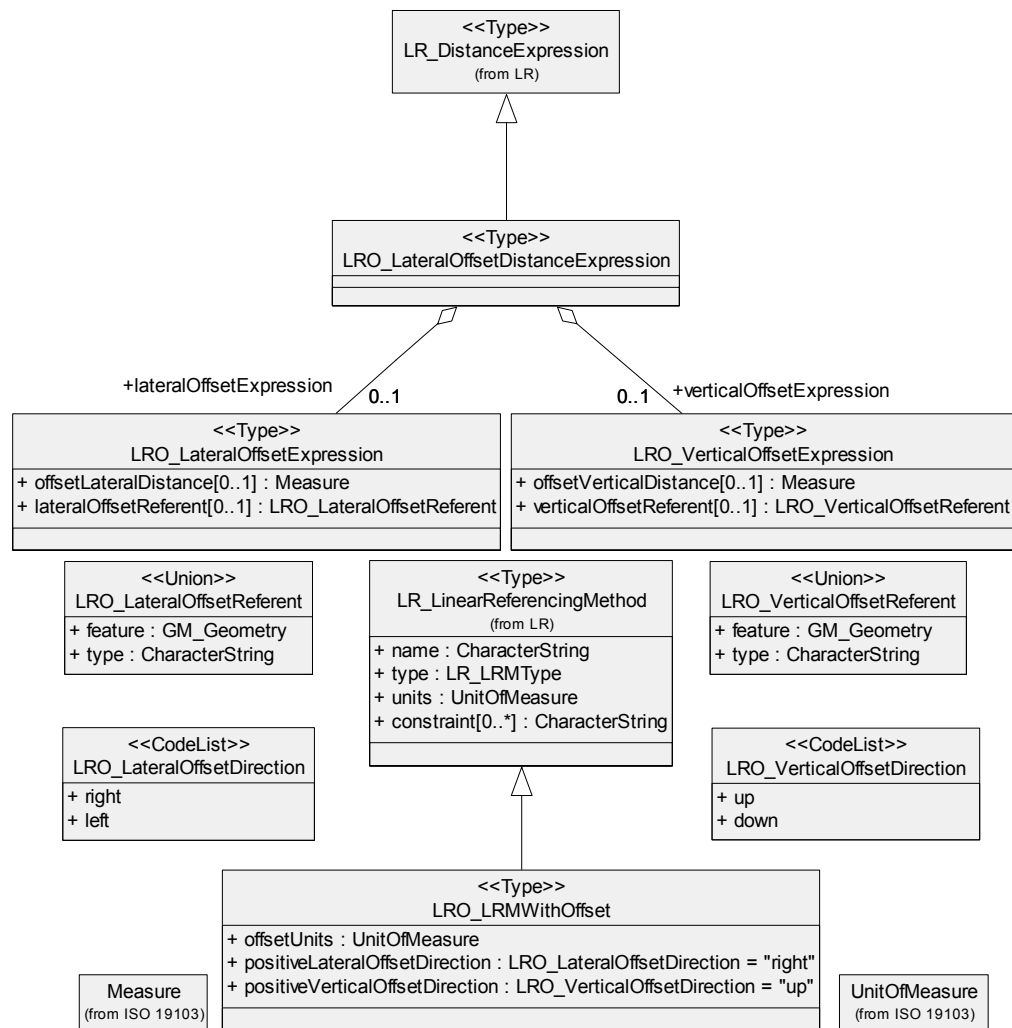 <<Type>>
LR_DistanceExpression
(from LR)
<<Type>>
LRO_LateralOffsetDistanceExpression
+lateralOffsetExpression
0..1
0..1
+verticalOffsetExpression
<<Type>>
LRO_LateralOffsetExpression
+ offsetLateralDistance[0..1] : Measure
+ lateralOffsetReferent[0..1] : LRO_LateralOffsetReferent
<<Type>>
LRO_VerticalOffsetExpression
+ offsetVerticalDistance[0..1] : Measure
+ verticalOffsetReferent[0..1] : LRO_VerticalOffsetReferent
<<Union>>
LRO_LateralOffsetReferent
+ feature : GM_Geometry
+ type : CharacterString
<<Type>>
LR_LinearReferencingMethod
(from LR)
+ name : CharacterString
+ type : LR_LRMType
+ units : UnitOfMeasure
+ constraint[0..*] : CharacterString
<<Union>>
LRO_VerticalOffsetReferent
+ feature : GM_Geometry
+ type : CharacterString
<<CodeList>>
LRO_LateralOffsetDirection
+ right
+ left
<<CodeList>>
LRO_VerticalOffsetDirection
+ up
+ down
<<Type>>
LRO_LRMWithOffset
+ offsetUnits : UnitOfMeasure
+ positiveLateralOffsetDirection : LRO_LateralOffsetDirection = "right"
+ positiveVerticalOffsetDirection : LRO_VerticalOffsetDirection = "up"
Measure
(from ISO 19103)
UnitOfMeasure
(from ISO 19103)